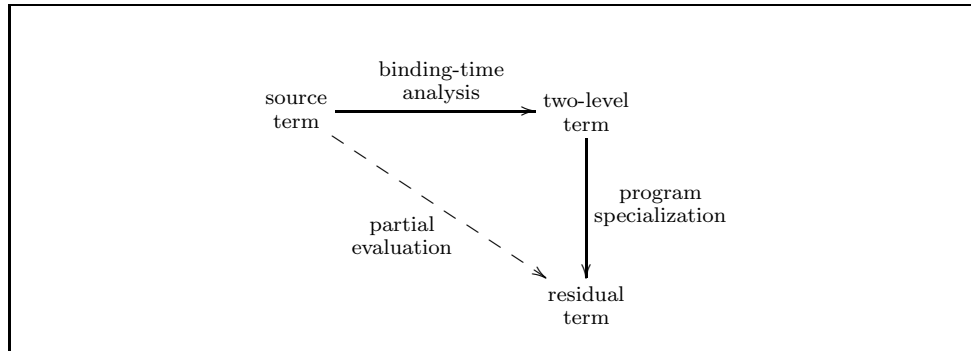 binding-time
analysis
source
term
two-level
term
program
specialization
partial
evaluation
residual
term